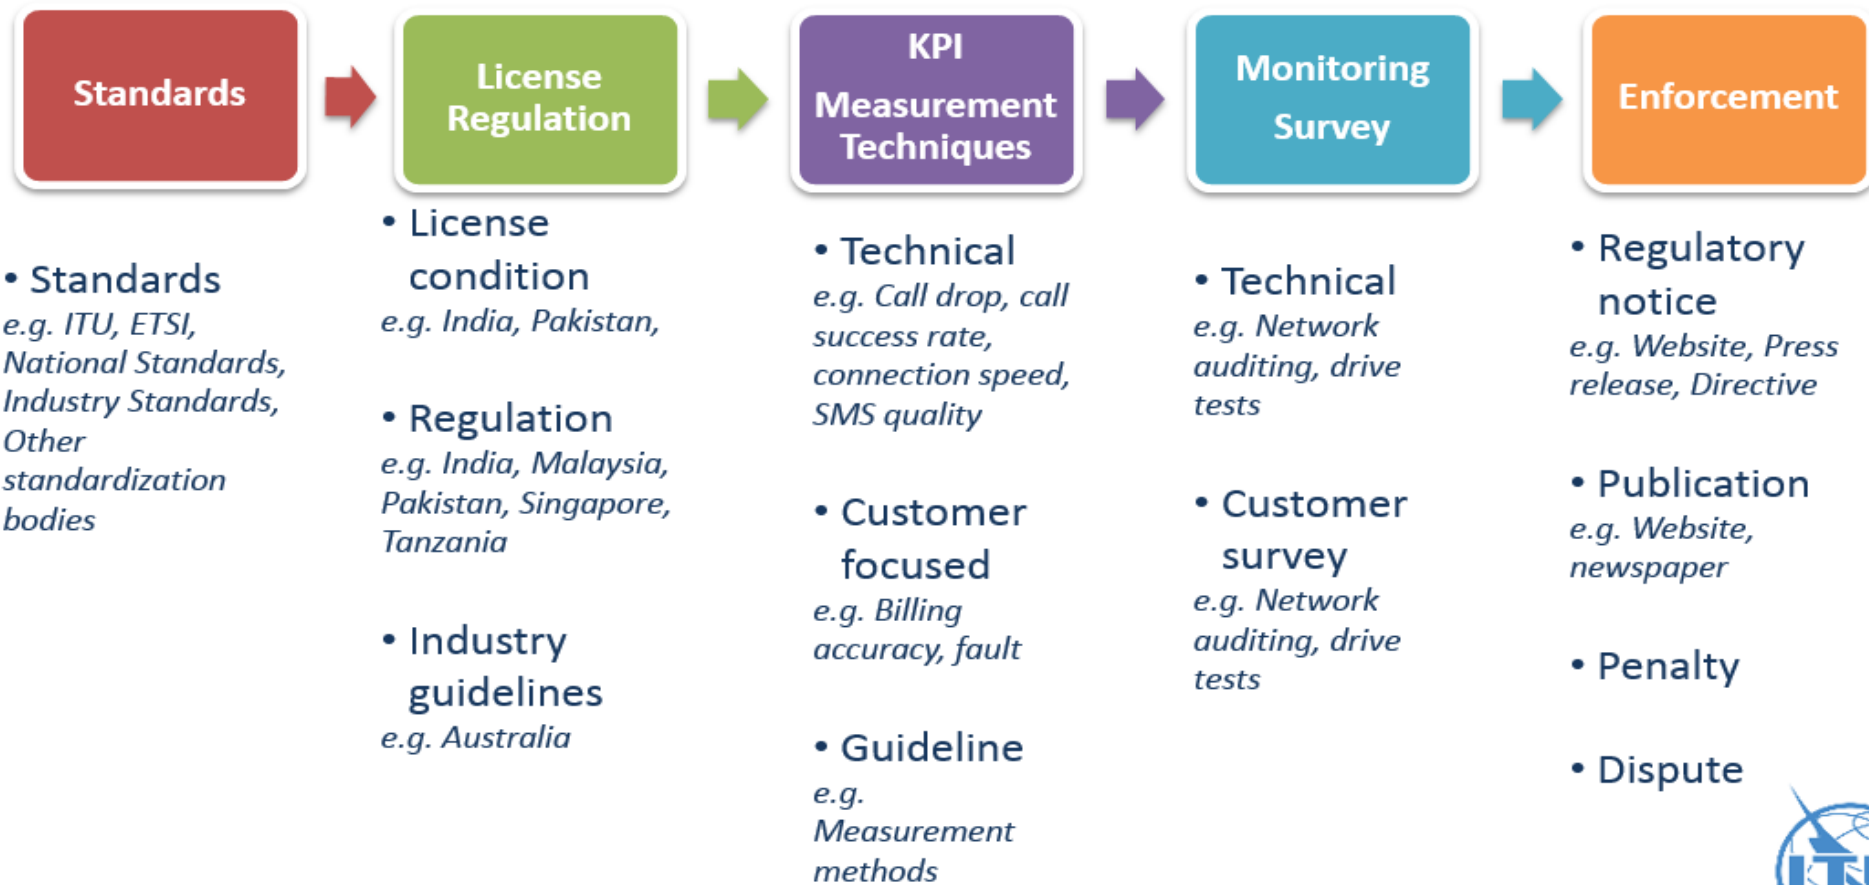 Standards
License
Regulation
KPI
Measurement
Techniques
Monitoring
Survey
Enforcement
• Standards
e.g. ITU, ETSI,
National Standards,
Industry Standards,
Other
standardization
bodies
• License
condition
e.g. India, Pakistan,
• Regulation
e.g. India, Malaysia,
Pakistan, Singapore,
Tanzania
• Industry
guidelines
e.g. Australia
• Technical
e.g. Call drop, call
success rate,
connection speed,
SMS quality
• Customer
focused
e.g. Billing
accuracy, fault
• Guideline
e.g.
Measurement
methods
• Technical
e.g. Network
auditing, drive
tests
• Customer
survey
e.g. Network
auditing, drive
tests
• Regulatory
notice
e.g. Website, Press
release, Directive
• Publication
e.g. Website,
newspaper
• Penalty
• Dispute